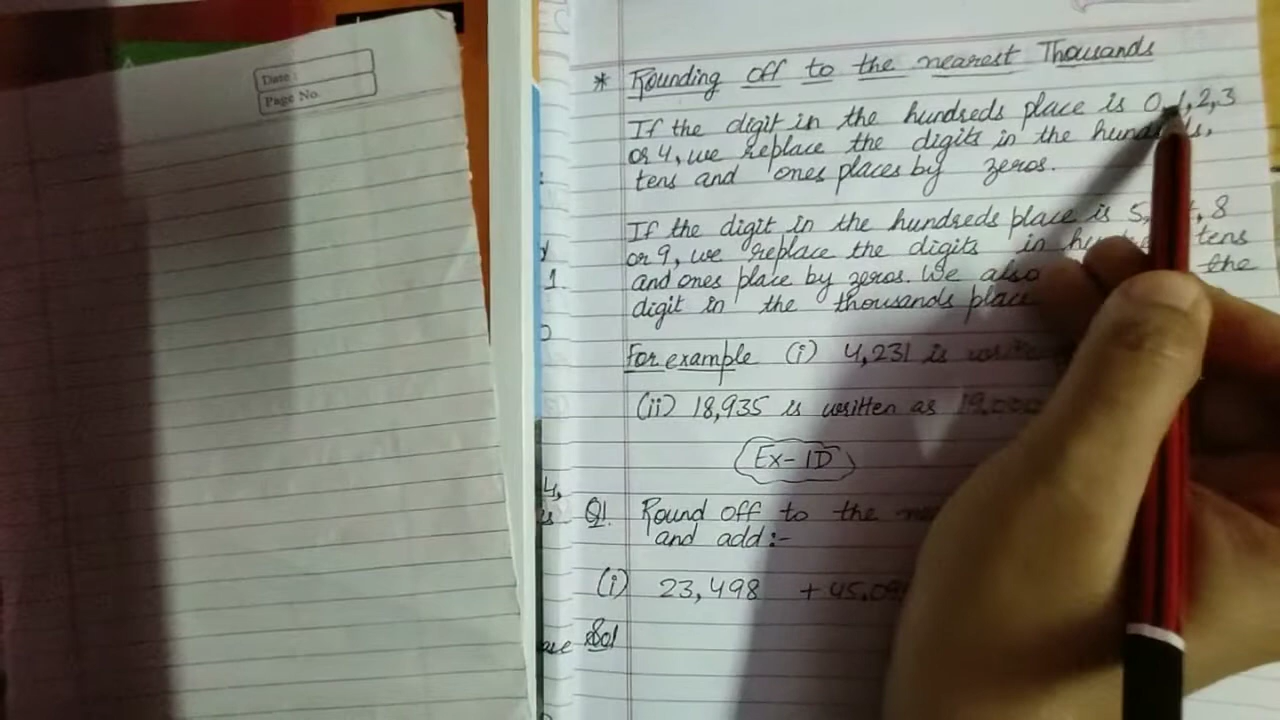 Date :
Page No.
* Rounding off to the nearest Thousands
If the digit in the hundreds place is 0, 1, 2, 3
or 4, we replace the digits in the
tens and ones places by zeros.
If the digit in the hundreds place is 5, 8
or 9, we replace the digits in tens
and ones place by zeros. We also the
digit in the thousands place
For example (i) 4,231 is
(ii) 18,935 is written as 19,000
Ex-1D
Q1. Round off to the
and add:-
(i) 23,498 +
Sol